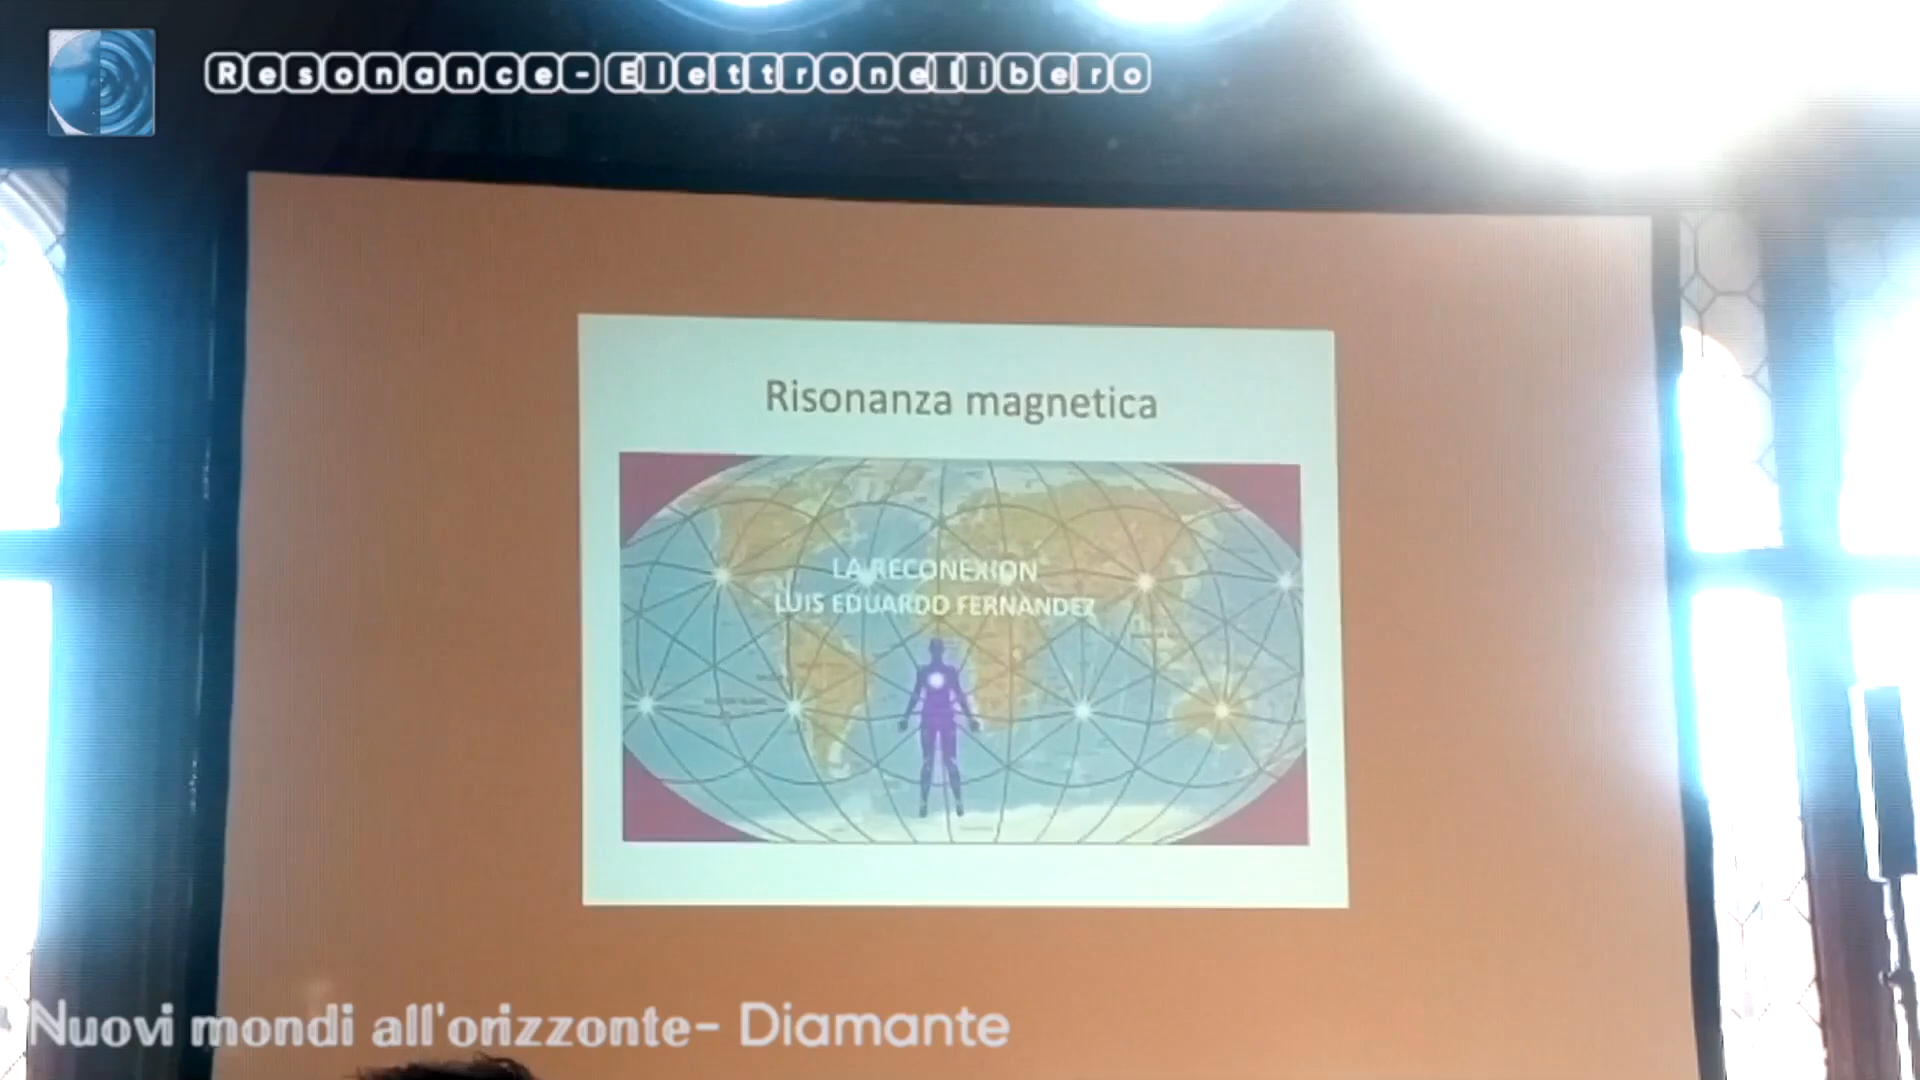 Resonance-Elettronelibero
Risonanza magnetica
LA RECONEXION
LUIS EDUARDO FERNANDEZ
Nuovi mondi all'orizzonte- Diamante